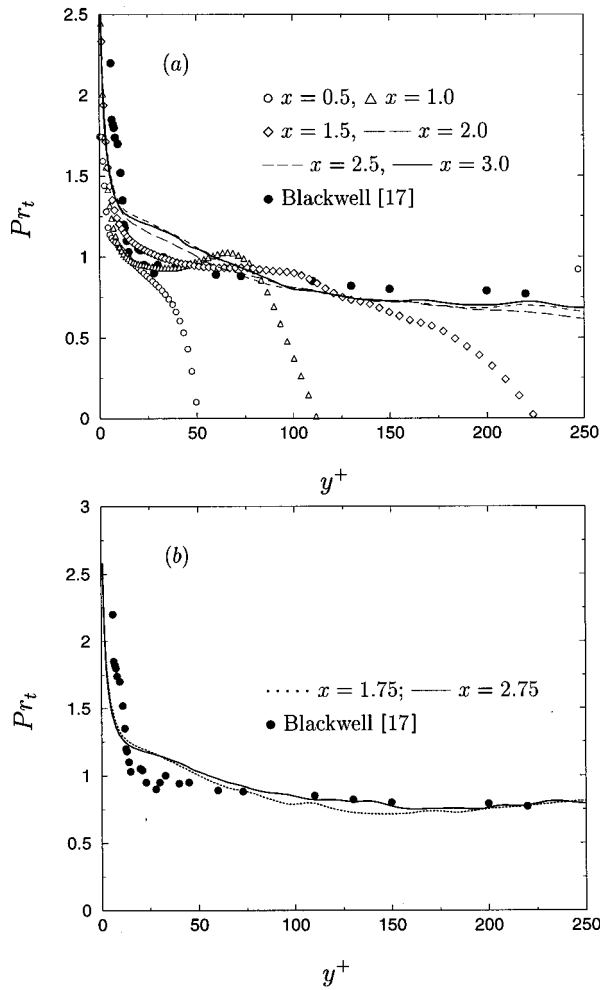 2.5
(a)
2
○ x = 0.5, △ x = 1.0
◇ x = 1.5, —— x = 2.0
1.5
--- x = 2.5, —— x = 3.0
● Blackwell [17]
Pr_t
1
0.5
0
0 50 100 150 200 250
y^+
3
(b)
2.5
2
····· x = 1.75; —— x = 2.75
● Blackwell [17]
Pr_t
1.5
1
0.5
0
0 50 100 150 200 250
y^+